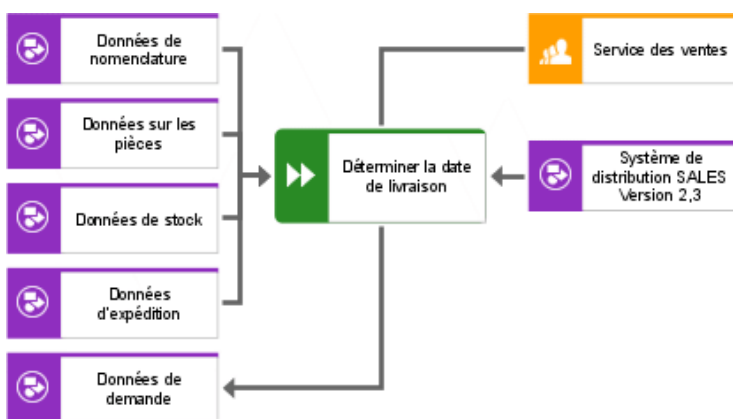 Données de
nomenclature
Données sur les
pièces
Données de stock
Données
d'expédition
Données de
demande
Déterminer la date
de livraison
Service des ventes
Système de
distribution SALES
Version 2,3